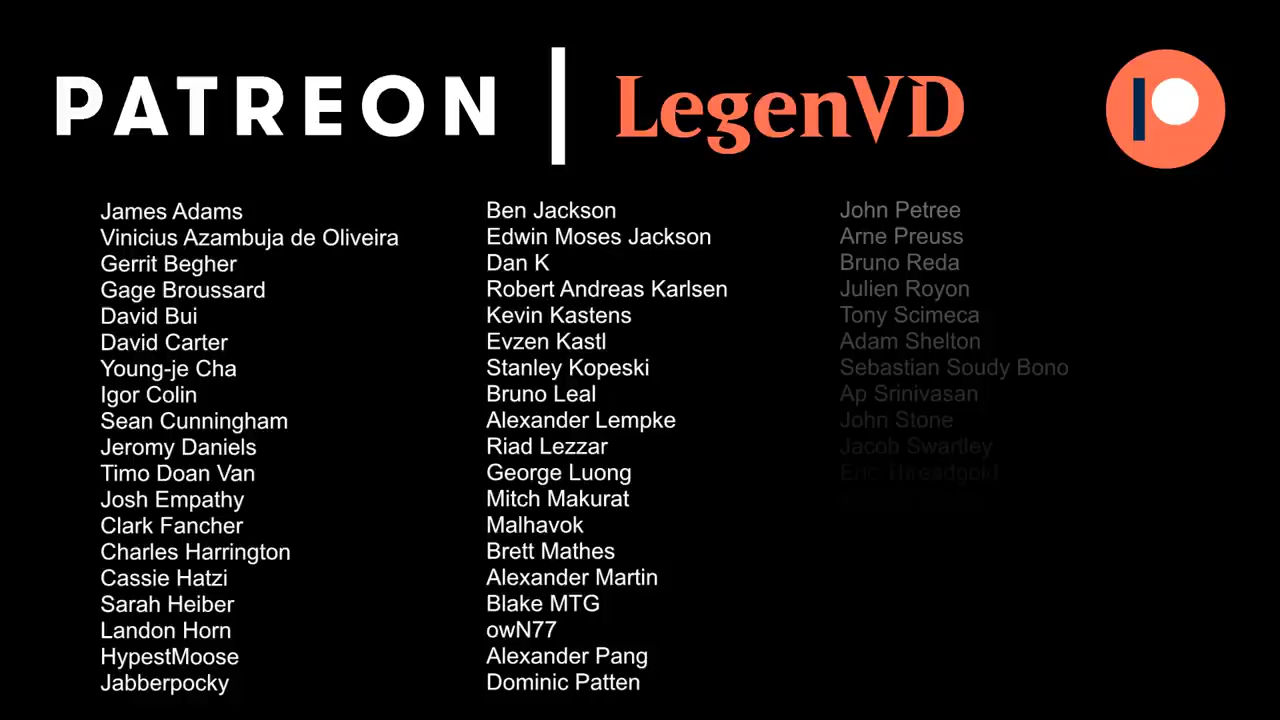 PATREON | LegenVD
James Adams
Vinicius Azambuja de Oliveira
Gerrit Begher
Gage Broussard
David Bui
David Carter
Young-je Cha
Igor Colin
Sean Cunningham
Jeromy Daniels
Timo Doan Van
Josh Empathy
Clark Fancher
Charles Harrington
Cassie Hatzi
Sarah Heiber
Landon Horn
HypestMoose
Jabberpocky
Ben Jackson
Edwin Moses Jackson
Dan K
Robert Andreas Karlsen
Kevin Kastens
Evzen Kastl
Stanley Kopeski
Bruno Leal
Alexander Lempke
Riad Lezzar
George Luong
Mitch Makurat
Malhavok
Brett Mathes
Alexander Martin
Blake MTG
owN77
Alexander Pang
Dominic Patten
John Petree
Arne Preuss
Bruno Reda
Julien Royon
Tony Scimeca
Adam Shelton
Sebastian Soudy Bono
Ap Srinivasan
John Stone
Jacob Swartley
Eric Threadgold